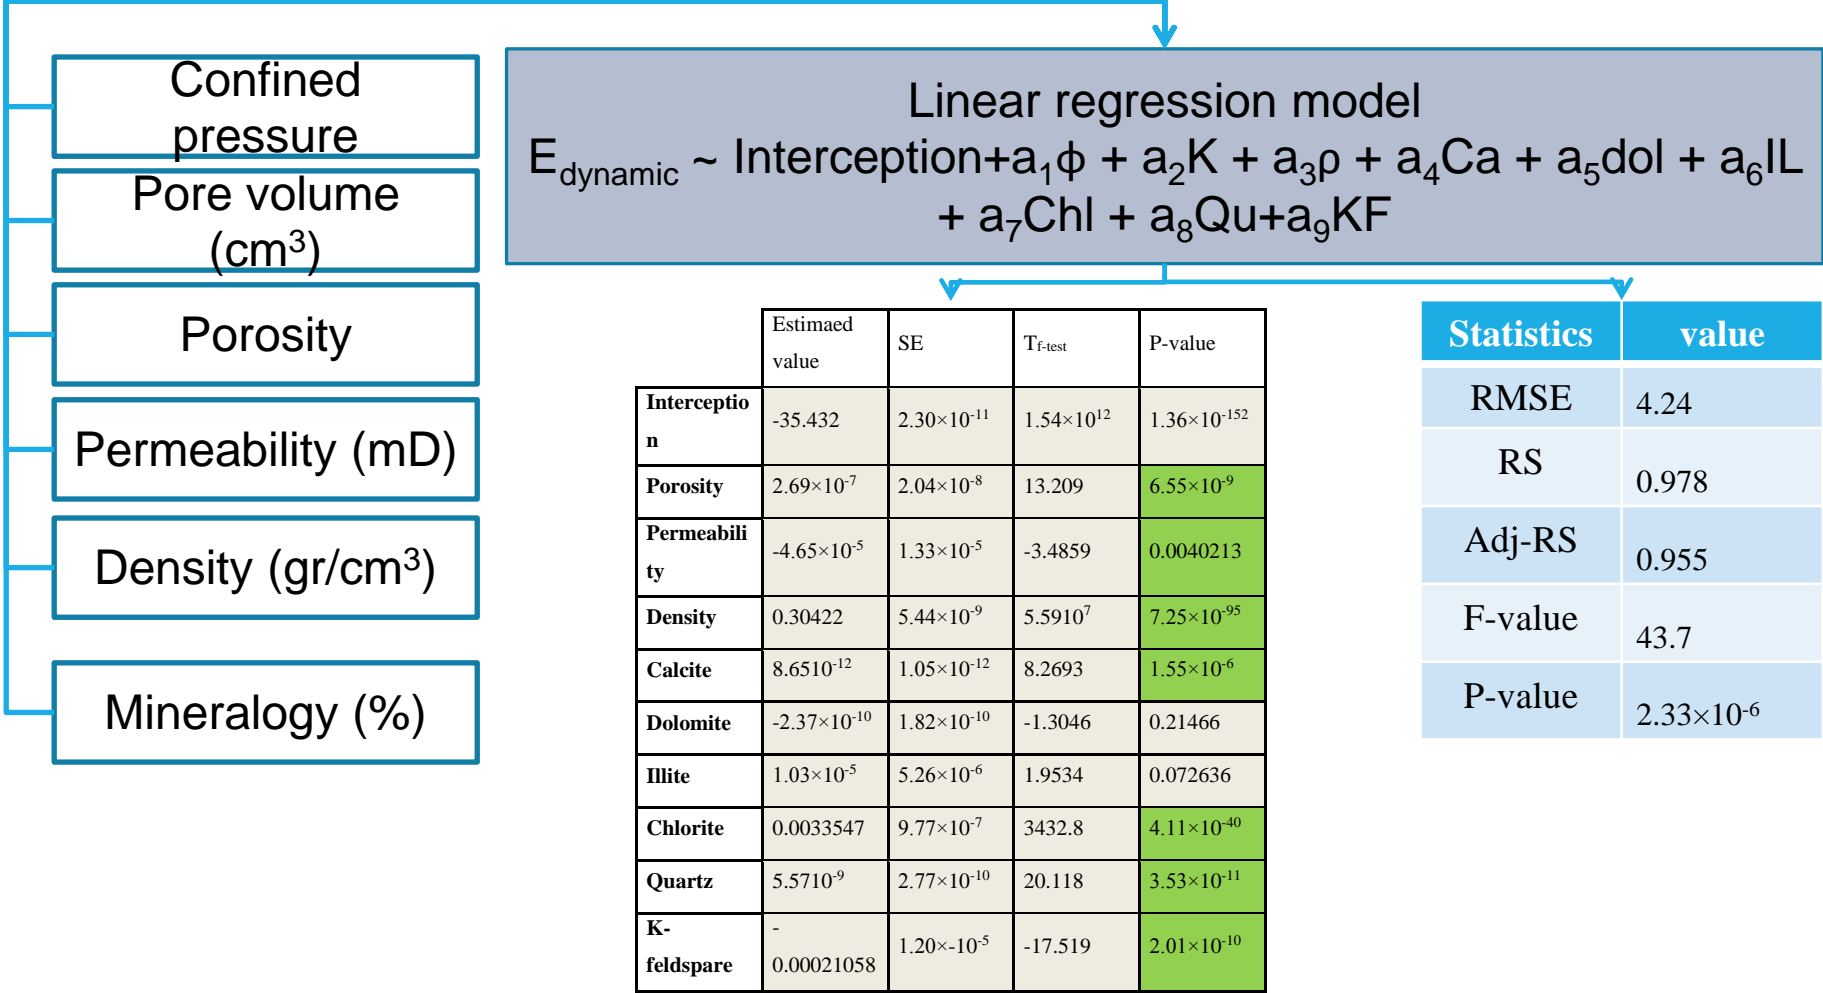 Confined
pressure
Pore volume
(cm³)
Porosity
Permeability (mD)
Density (gr/cm³)
Mineralogy (%)
Linear regression model
E_dynamic ~ Interception+a₁ϕ + a₂K + a₃ρ + a₄Ca + a₅dol + a₆IL
+ a₇Chl + a₈Qu+a₉KF
Estimaed
value
SE
T_f-test
P-value
Interceptio
n
-35.432
2.30×10⁻¹¹
1.54×10¹²
1.36×10⁻¹⁵²
Porosity
2.69×10⁻⁷
2.04×10⁻⁸
13.209
6.55×10⁻⁹
Permeabili
ty
-4.65×10⁻⁵
1.33×10⁻⁵
-3.4859
0.0040213
Density
0.30422
5.44×10⁻⁹
5.5910⁷
7.25×10⁻⁹⁵
Calcite
8.6510⁻¹²
1.05×10⁻¹²
8.2693
1.55×10⁻⁶
Dolomite
-2.37×10⁻¹⁰
1.82×10⁻¹⁰
-1.3046
0.21466
Illite
1.03×10⁻⁵
5.26×10⁻⁶
1.9534
0.072636
Chlorite
0.0033547
9.77×10⁻⁷
3432.8
4.11×10⁻⁴⁰
Quartz
5.5710⁻⁹
2.77×10⁻¹⁰
20.118
3.53×10⁻¹¹
K-
feldspare
-
0.00021058
1.20×-10⁻⁵
-17.519
2.01×10⁻¹⁰
Statistics value
RMSE 4.24
RS 0.978
Adj-RS 0.955
F-value 43.7
P-value 2.33×10⁻⁶